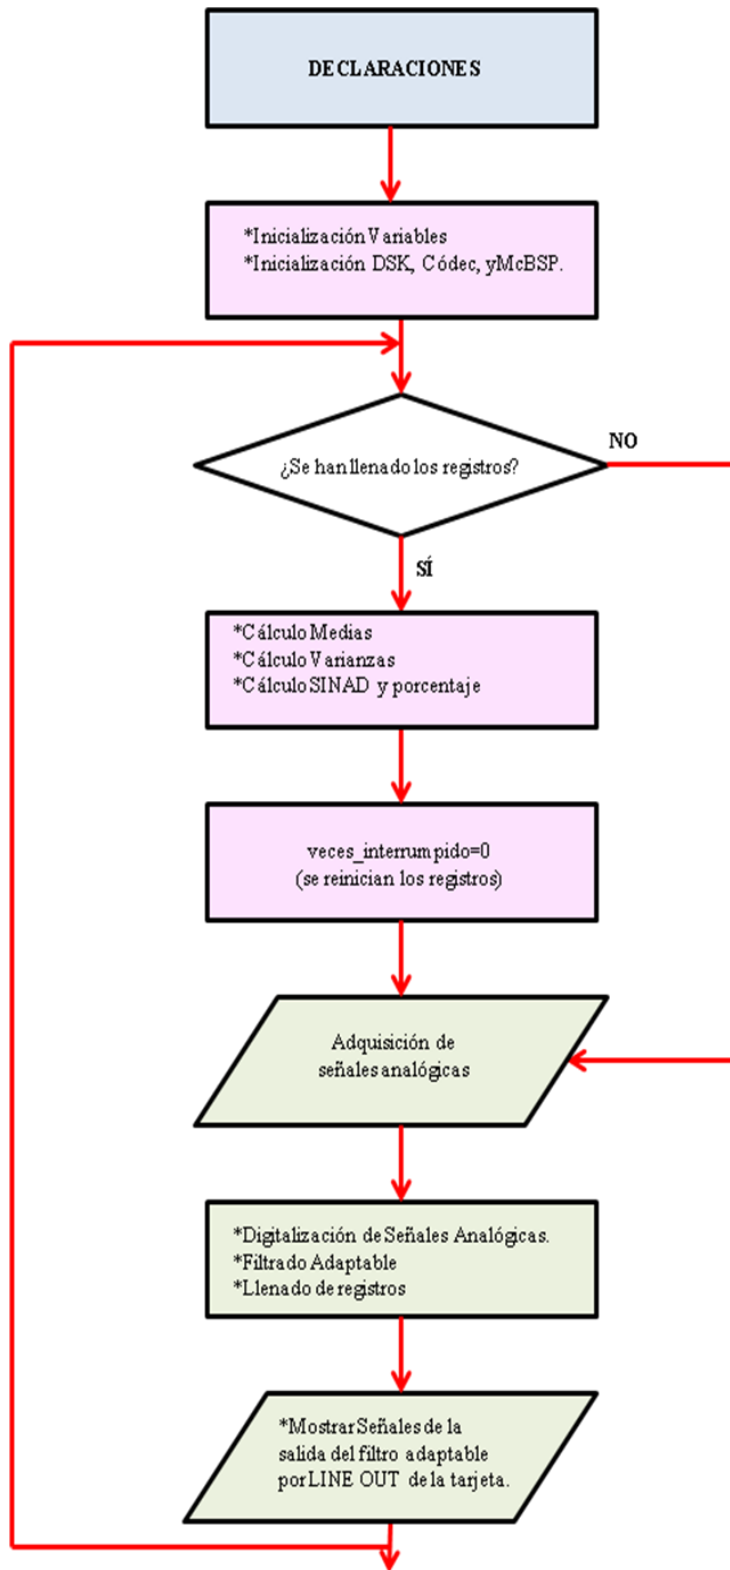 DECLARACIONES
*Inicialización Variables
*Inicialización DSK, Códec, yMcBSP.
¿Se han llenado los registros?
NO
SÍ
*Cálculo Medias
*Cálculo Varianzas
*Cálculo SINAD y porcentaje
veces_interrumpido=0
(se reinician los registros)
Adquisición de
señales analógicas
*Digitalización de Señales Analógicas.
*Filtrado Adaptable
*Llenado de registros
*Mostrar Señales de la
salida del filtro adaptable
por LINE OUT de la tarjeta.